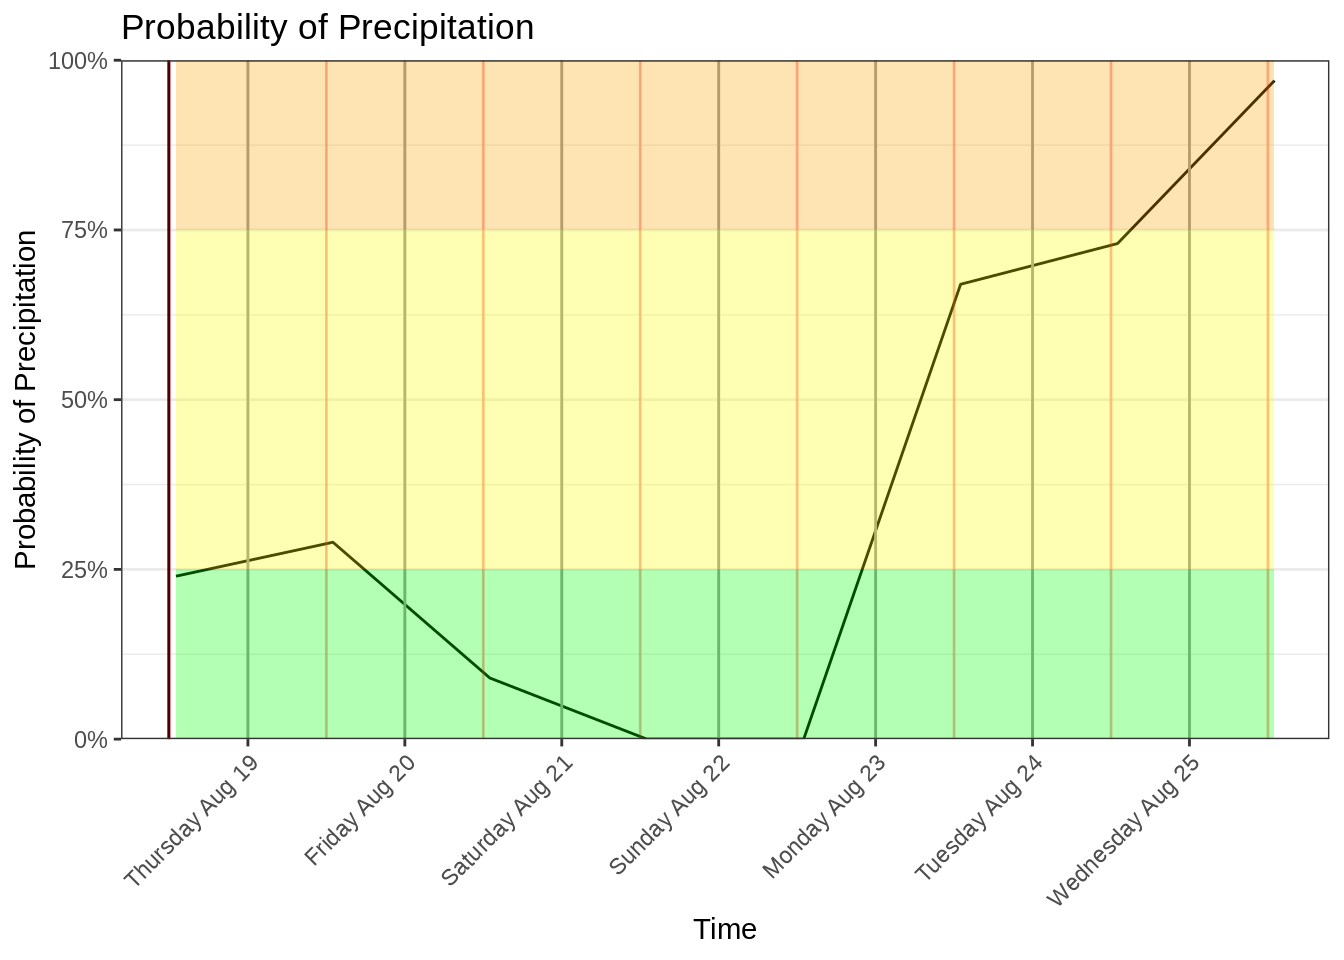 Probability of Precipitation
Probability of Precipitation
100%
75%
50%
25%
0%
Thursday Aug 19
Friday Aug 20
Saturday Aug 21
Sunday Aug 22
Monday Aug 23
Tuesday Aug 24
Wednesday Aug 25
Time